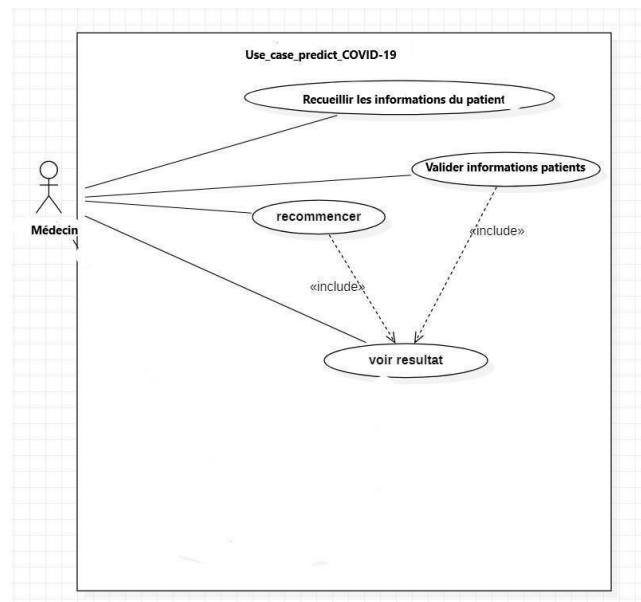 Use_case_predict_COVID-19
Recueillir les informations du patient
Valider informations patients
Médecin
recommencer
«include»
«include»
voir resultat